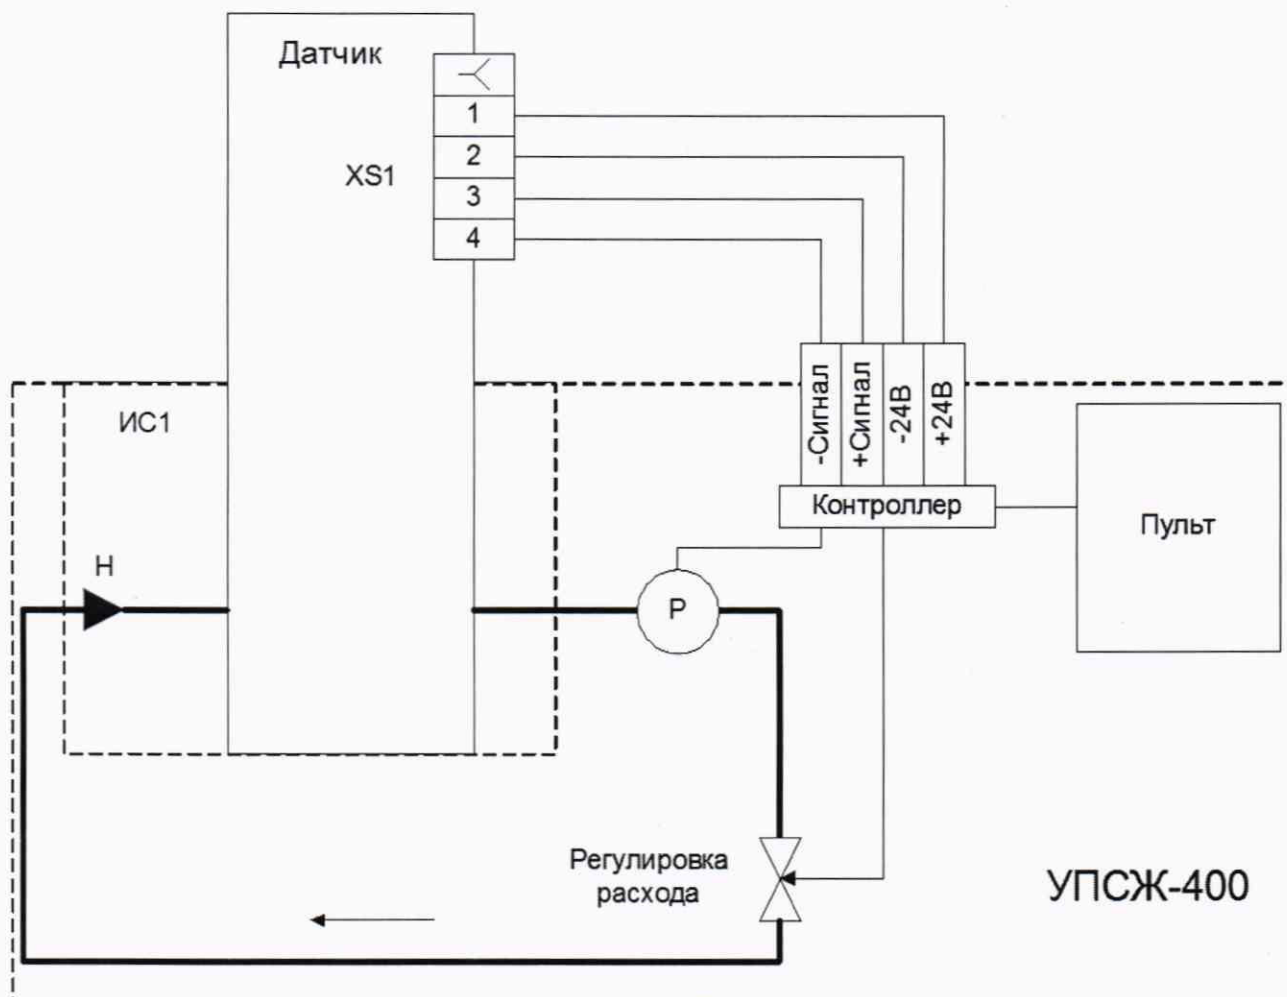 Датчик
XS1
1
2
3
4
ИС1
-Сигнал
+Сигнал
-24В
+24В
Контроллер
Пульт
Н
Р
Регулировка
расхода
УПСЖ-400